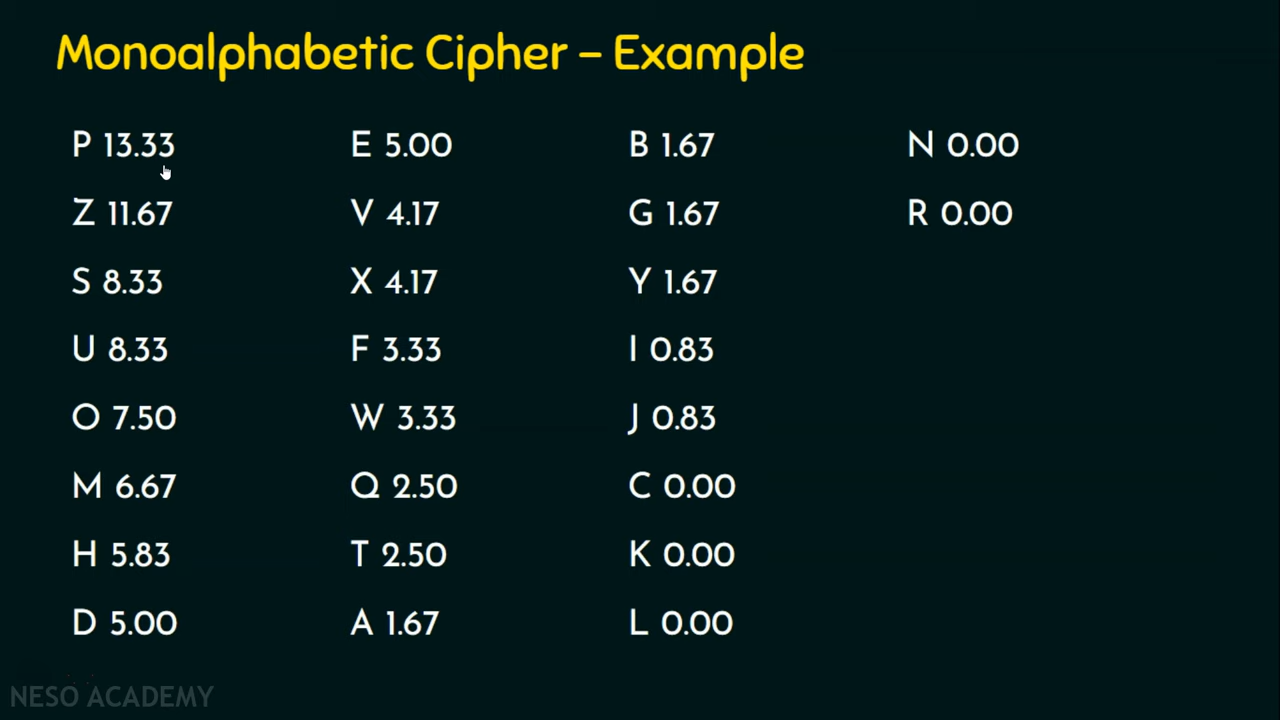 Monoalphabetic Cipher – Example
P 13.33
Z 11.67
S 8.33
U 8.33
O 7.50
M 6.67
H 5.83
D 5.00
E 5.00
V 4.17
X 4.17
F 3.33
W 3.33
Q 2.50
T 2.50
A 1.67
B 1.67
G 1.67
Y 1.67
I 0.83
J 0.83
C 0.00
K 0.00
L 0.00
N 0.00
R 0.00
NESO ACADEMY